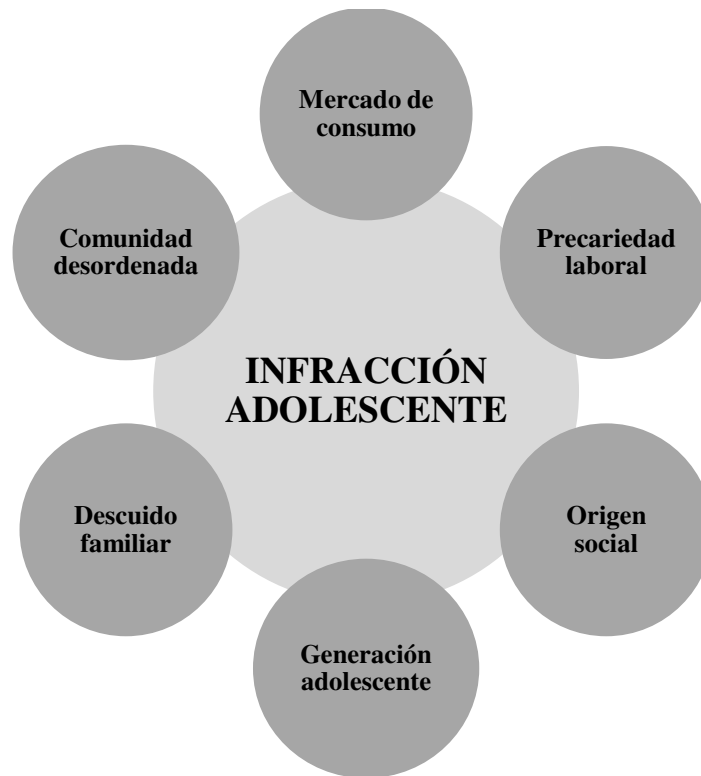 Mercado de
consumo
Comunidad
desordenada
Precariedad
laboral
INFRACCIÓN
ADOLESCENTE
Descuido
familiar
Origen
social
Generación
adolescente